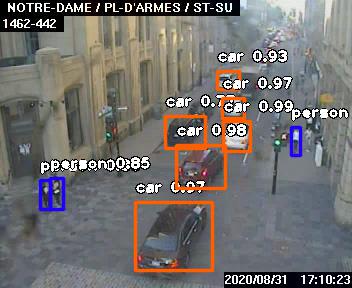 NOTRE-DAME / PL-D'ARMES / ST-SU
1462-442
car 0.93
car 0.97
car 0.99
person
car 0.98
car 0.97
2020/08/31 17:10:23